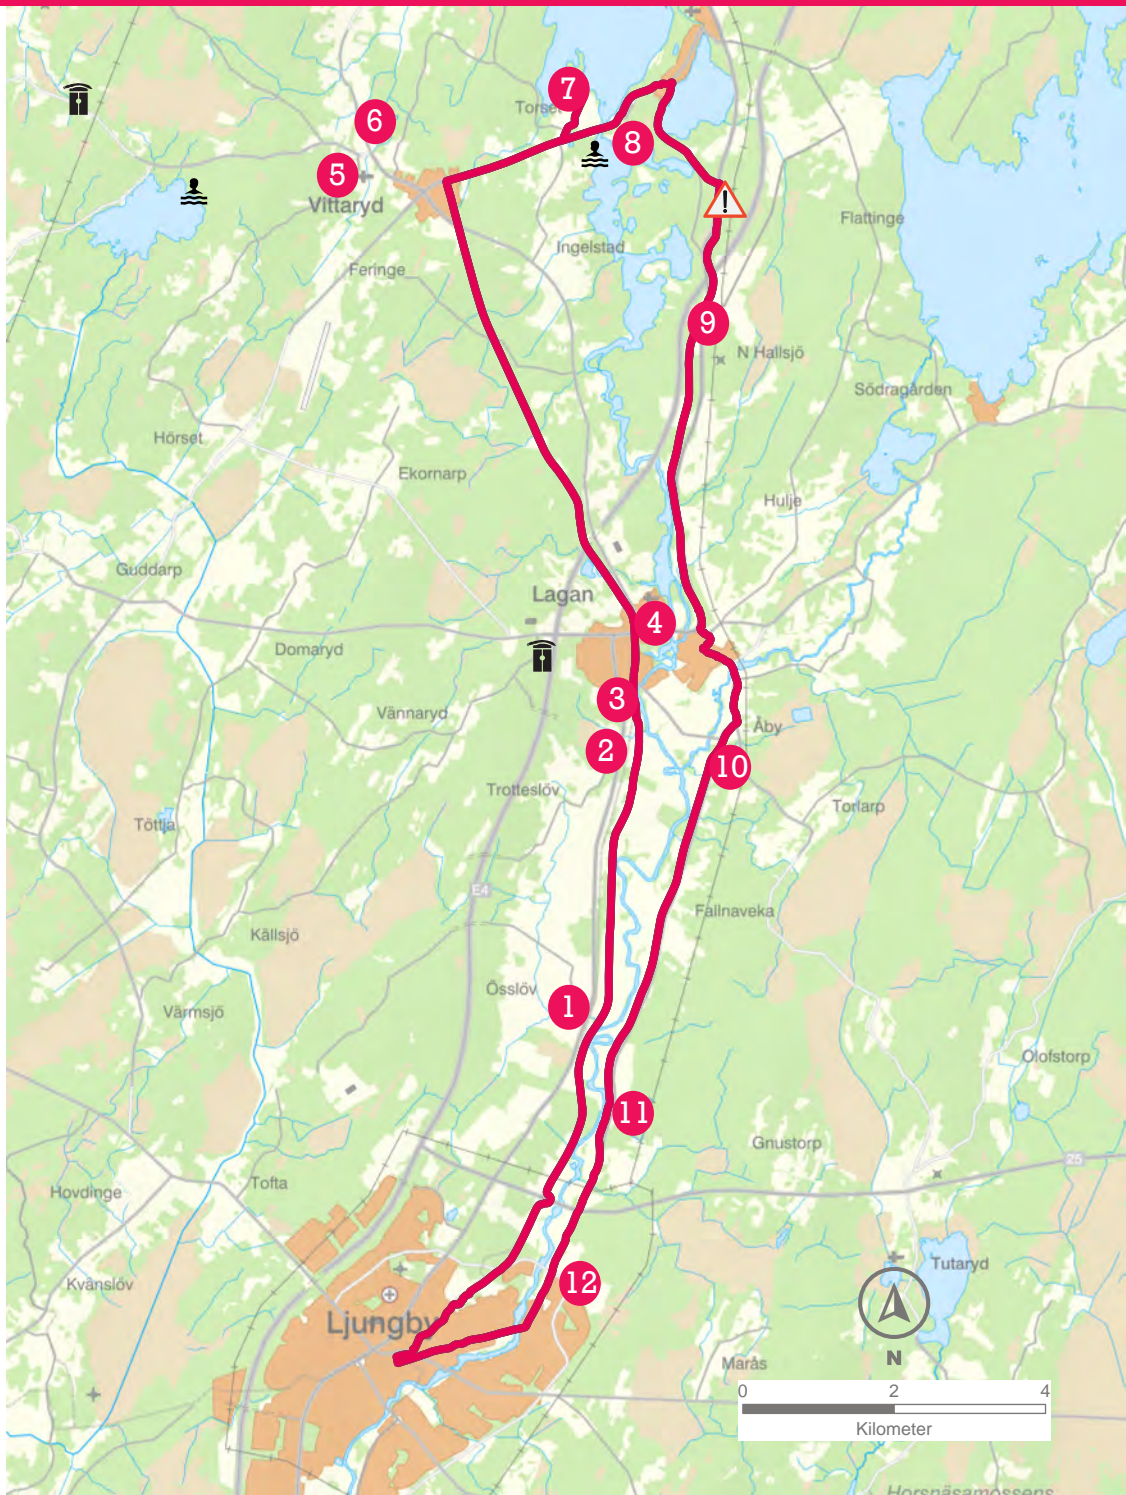 7
Torset
6
8
5
Vittaryd
!
Flattinge
Ingelstad
Feringe
9
N Hallsjö
Södragården
Hörset
Ekornarp
Hulje
Guddarp
Lagan
4
Domaryd
3
Vännaryd
Åby
2
10
Trotteslöv
Torlarp
Töttja
E4
Fallnaveka
Källsjö
Össlöv
1
Värmsjö
Olofstorp
11
Gnustorp
25
Tofta
Hovdinge
Tutaryd
12
Kvänslöv
Ljungby
N
Marås
0 2 4
Kilometer
Horsnäsamossens